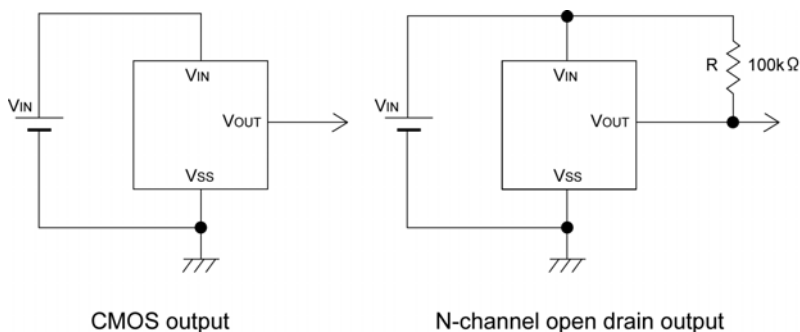 VIN
VIN
VOUT
VSS
CMOS output
VIN
VIN
VOUT
VSS
R 100kΩ
N-channel open drain output